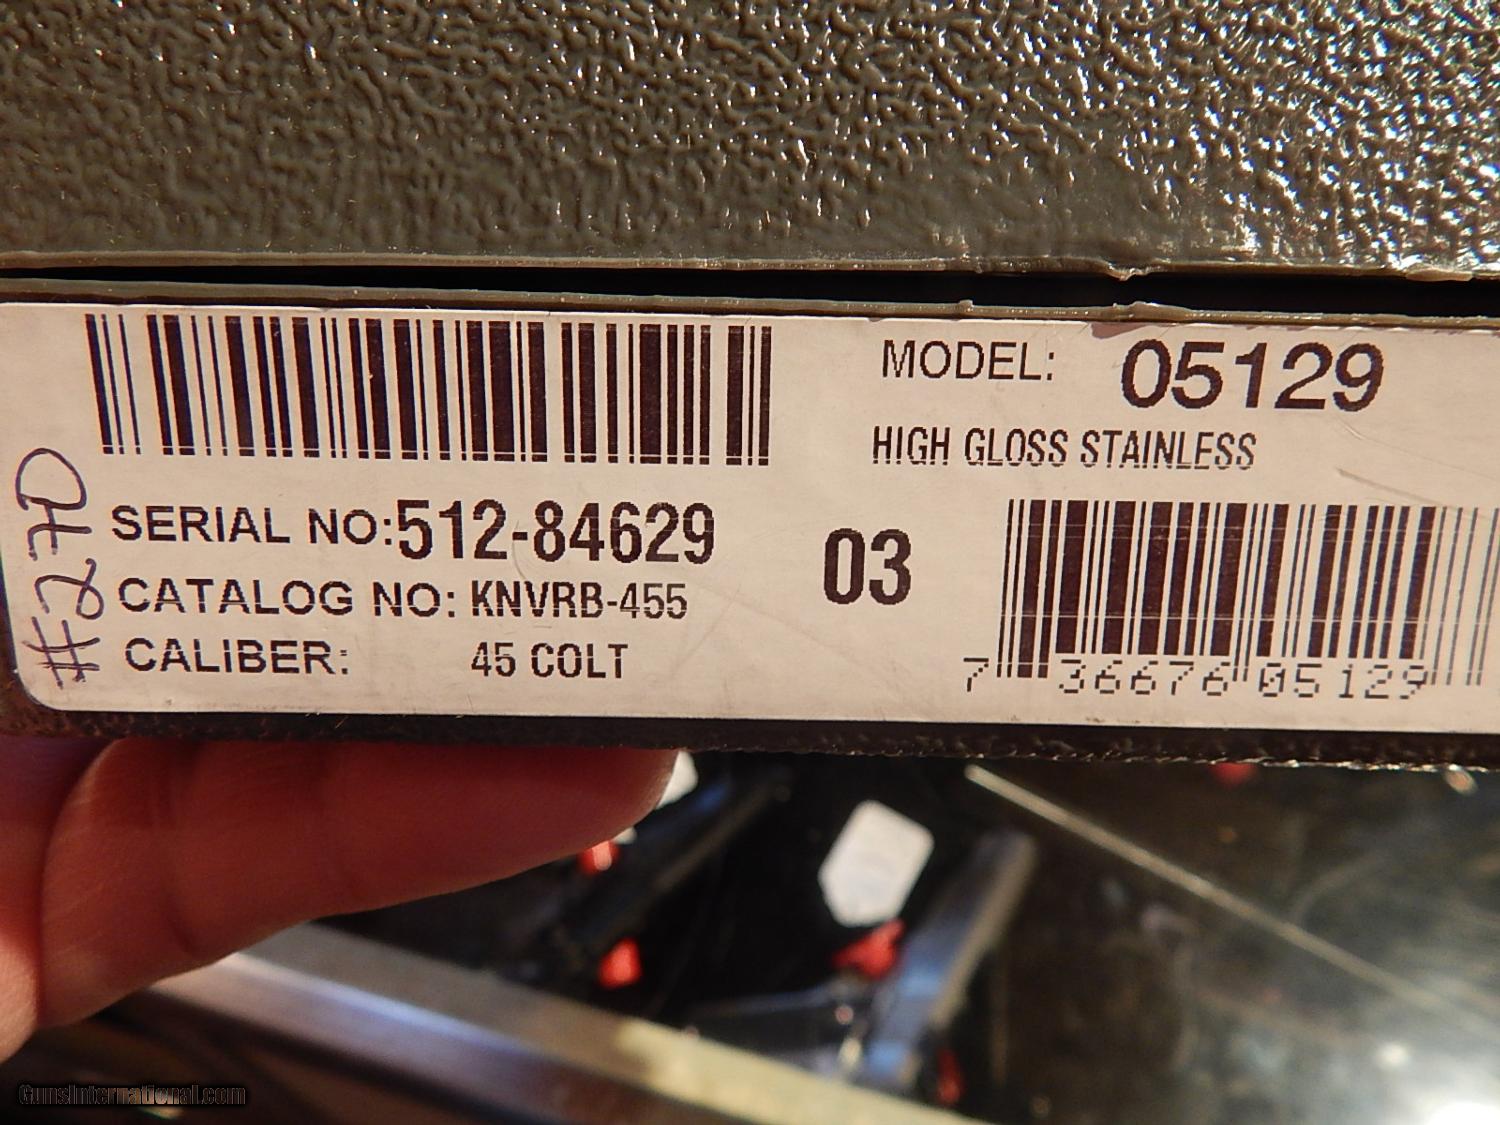 MODEL: 05129
HIGH GLOSS STAINLESS
SERIAL NO: 512-84629
CATALOG NO: KNVRB-455
CALIBER: 45 COLT
03
7 36676 05129
#270
GunsInternational.com